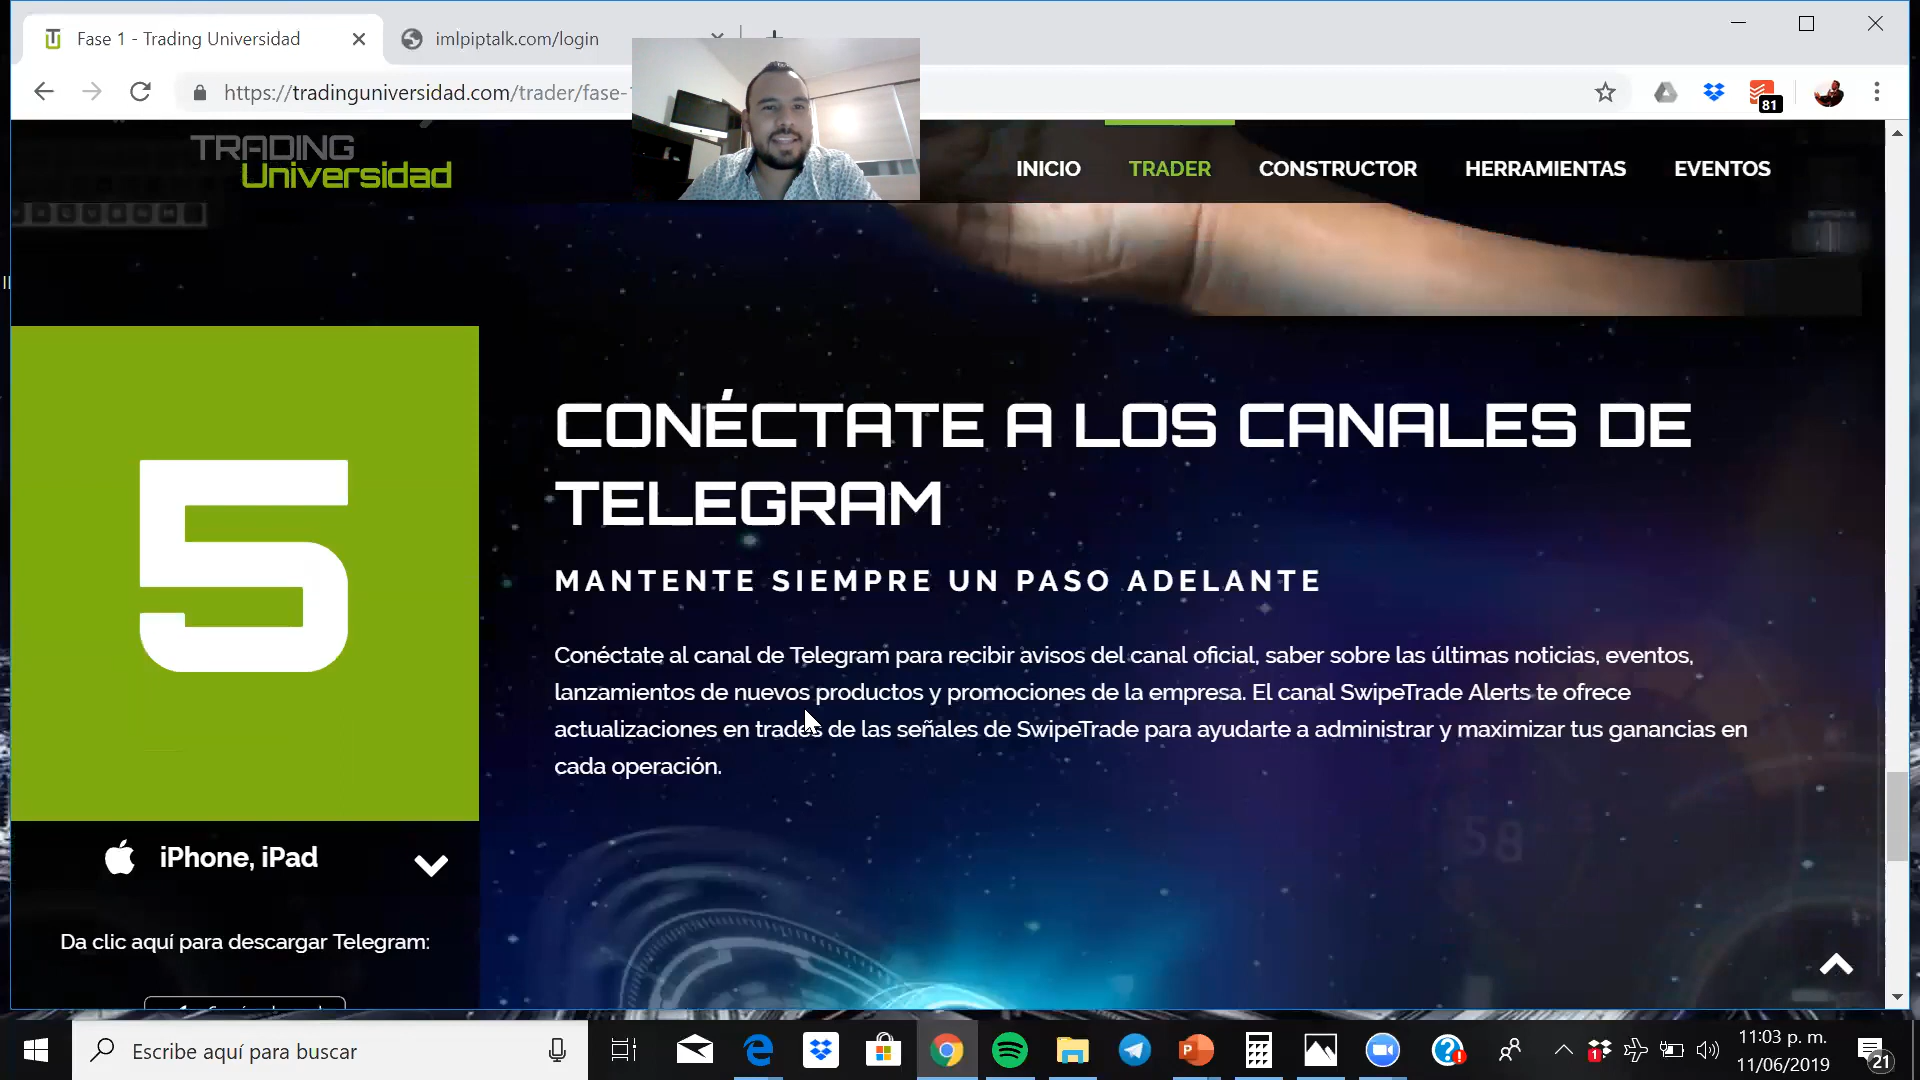 Fase 1 - Trading Universidad
imlpiptalk.com/login
https://tradinguniversidad.com/trader/fase-
81
TRADING
Universidad
INICIO
TRADER
CONSTRUCTOR
HERRAMIENTAS
EVENTOS
5
CONÉCTATE A LOS CANALES DE
TELEGRAM
MANTENTE SIEMPRE UN PASO ADELANTE
Conéctate al canal de Telegram para recibir avisos del canal oficial, saber sobre las últimas noticias, eventos,
lanzamientos de nuevos productos y promociones de la empresa. El canal SwipeTrade Alerts te ofrece
actualizaciones en trades de las señales de SwipeTrade para ayudarte a administrar y maximizar tus ganancias en
cada operación.
58
iPhone, iPad
Da clic aquí para descargar Telegram:
Escribe aquí para buscar
1
11:03 p. m.
11/06/2019
21